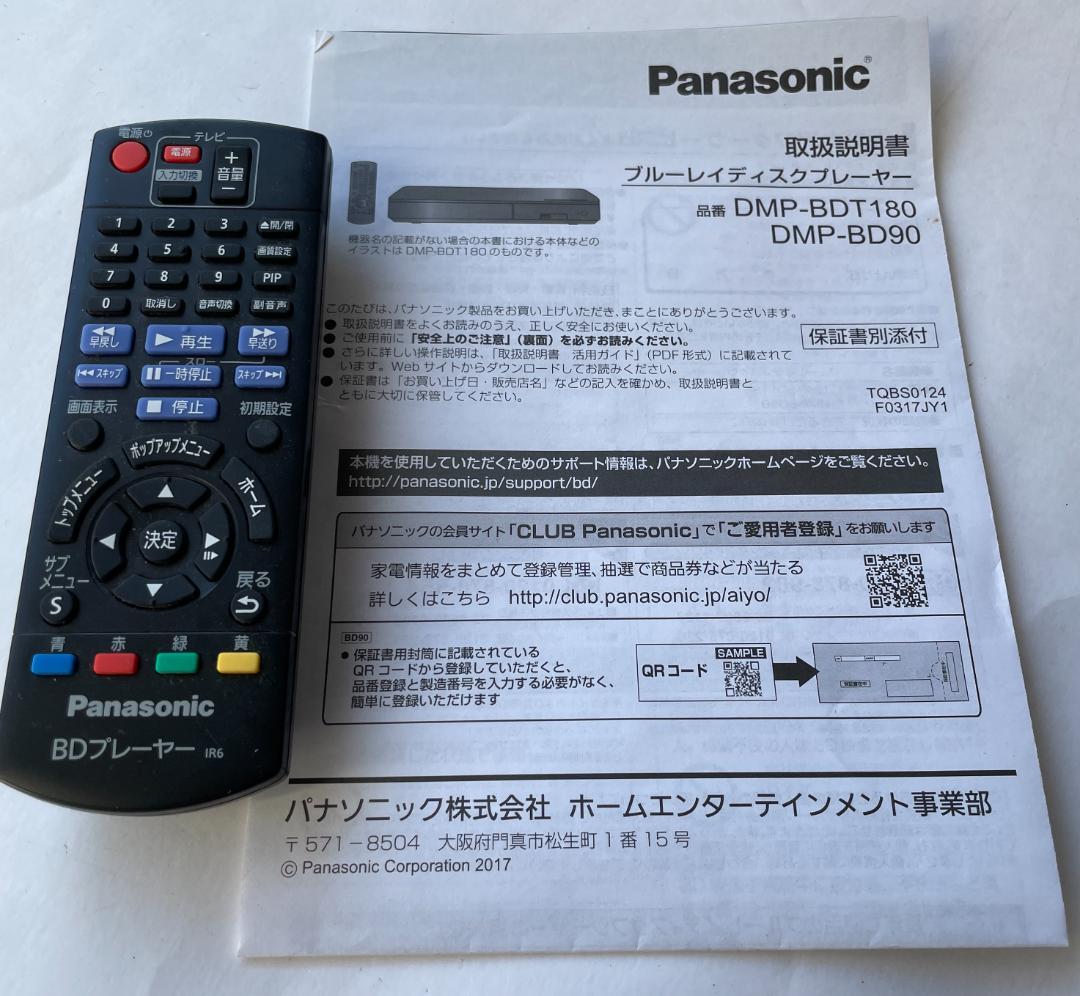 電源
テレビ
電源
入力切換
+
音量
−
1
2
3
▲開/閉
4
5
6
画質設定
7
8
9
PIP
0
取消し
音声切換
副音声
早戻し
再生
早送り
スロー
スキップ
一時停止
スキップ
画面表示
停止
初期設定
ポップアップメニュー
トップメニュー
ホーム
決定
サブ
メニュー
S
戻る
青
赤
緑
黄
Panasonic
BDプレーヤー IR6
Panasonic®
取扱説明書
ブルーレイディスクプレーヤー
品番 DMP-BDT180
DMP-BD90
機器名の記載がない場合の本書における本体などの
イラストは DMP-BDT180 のものです。
このたびは、パナソニック製品をお買い上げいただき、まことにありがとうございます。
● 取扱説明書をよくお読みのうえ、正しく安全にお使いください。
● ご使用前に「安全上のご注意」(裏面)を必ずお読みください。
● さらに詳しい操作説明は、「取扱説明書 活用ガイド」(PDF 形式)に記載されて
います。Web サイトからダウンロードしてお読みください。
● 保証書は「お買い上げ日・販売店名」などの記入を確かめ、取扱説明書と
ともに大切に保管してください。
保証書別添付
TQBS0124
F0317JY1
本機を使用していただくためのサポート情報は、パナソニックホームページをご覧ください。
http://panasonic.jp/support/bd/
パナソニックの会員サイト「CLUB Panasonic」で「ご愛用者登録」をお願いします
家電情報をまとめて登録管理、抽選で商品券などが当たる
詳しくはこちら http://club.panasonic.jp/aiyo/
BD90
● 保証書用封筒に記載されている
QR コードから登録していただくと、
品番登録と製造番号を入力する必要がなく、
簡単に登録いただけます
QR コード
SAMPLE
保証書在中
パナソニック株式会社 ホームエンターテインメント事業部
〒571－8504 大阪府門真市松生町 1 番 15 号
© Panasonic Corporation 2017